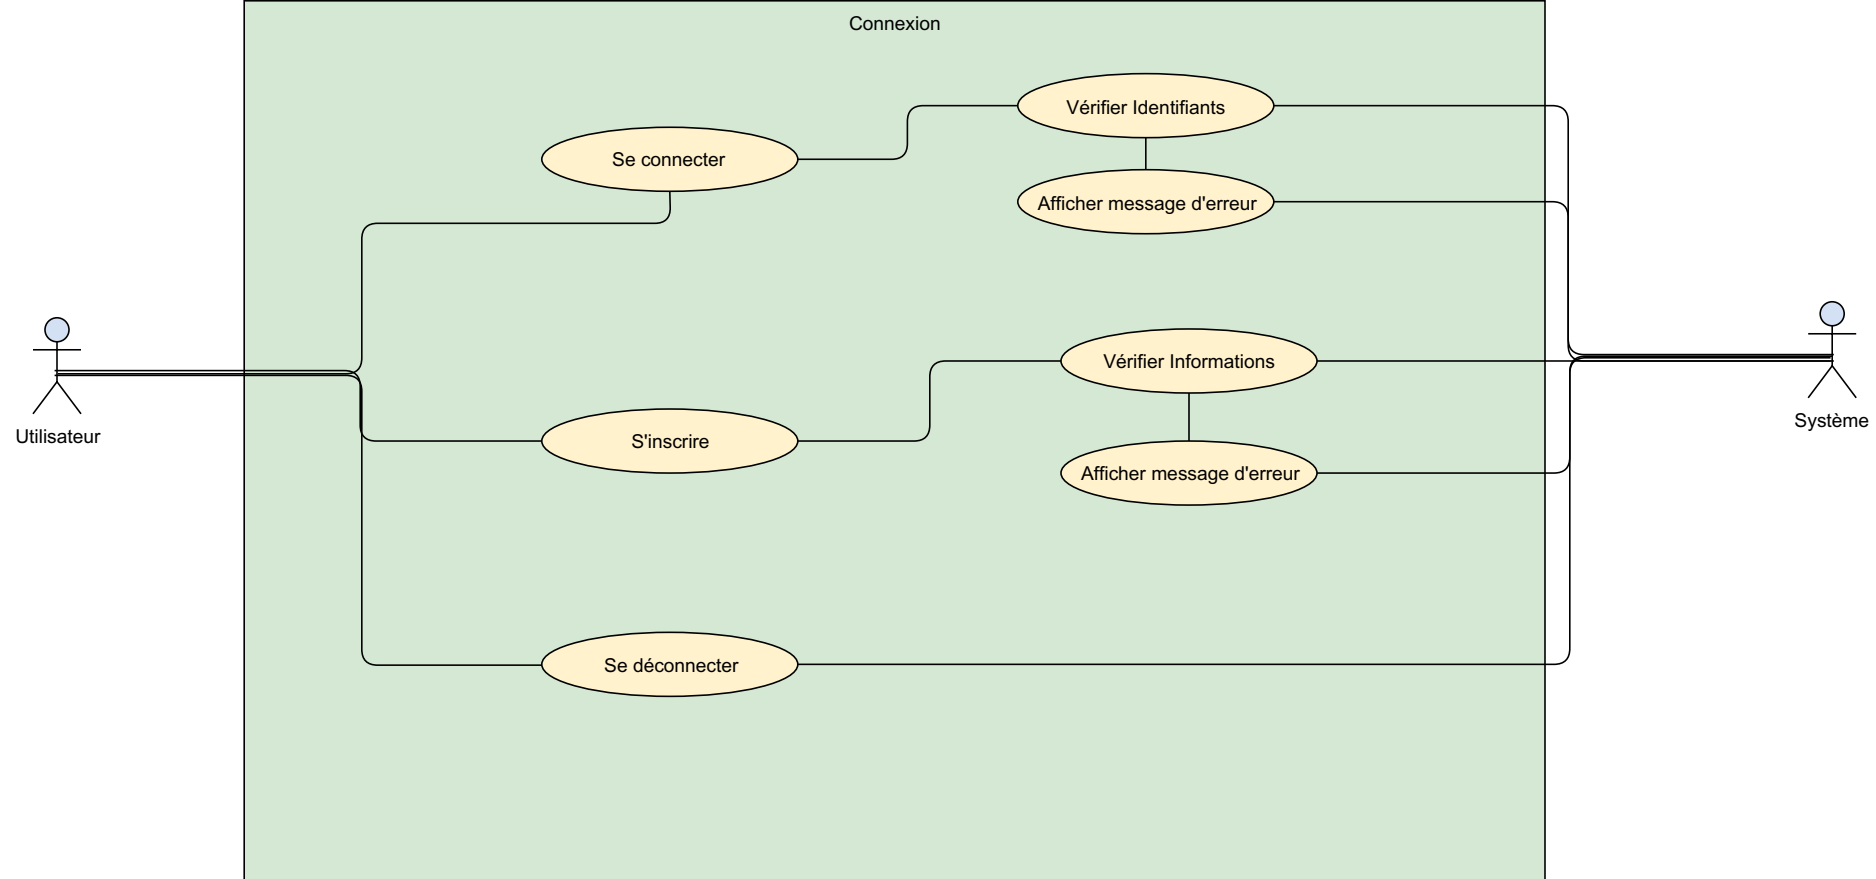 Connexion
Vérifier Identifiants
Se connecter
Afficher message d'erreur
Vérifier Informations
Utilisateur
Système
S'inscrire
Afficher message d'erreur
Se déconnecter